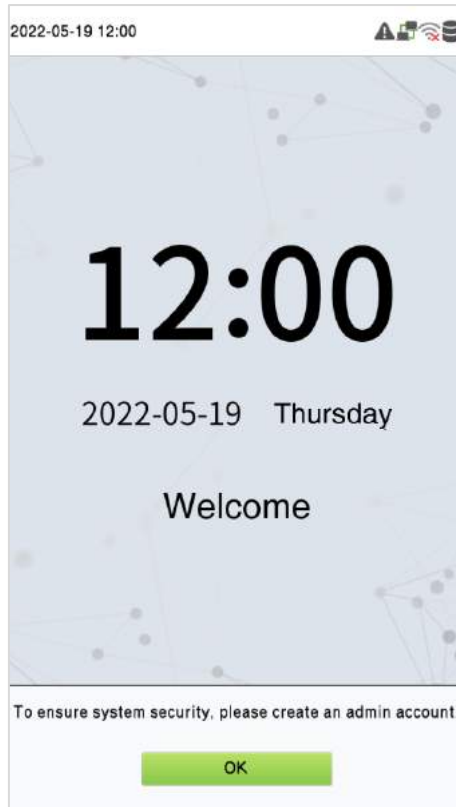 2022-05-19 12:00
12:00
2022-05-19 Thursday
Welcome
To ensure system security, please create an admin account
OK